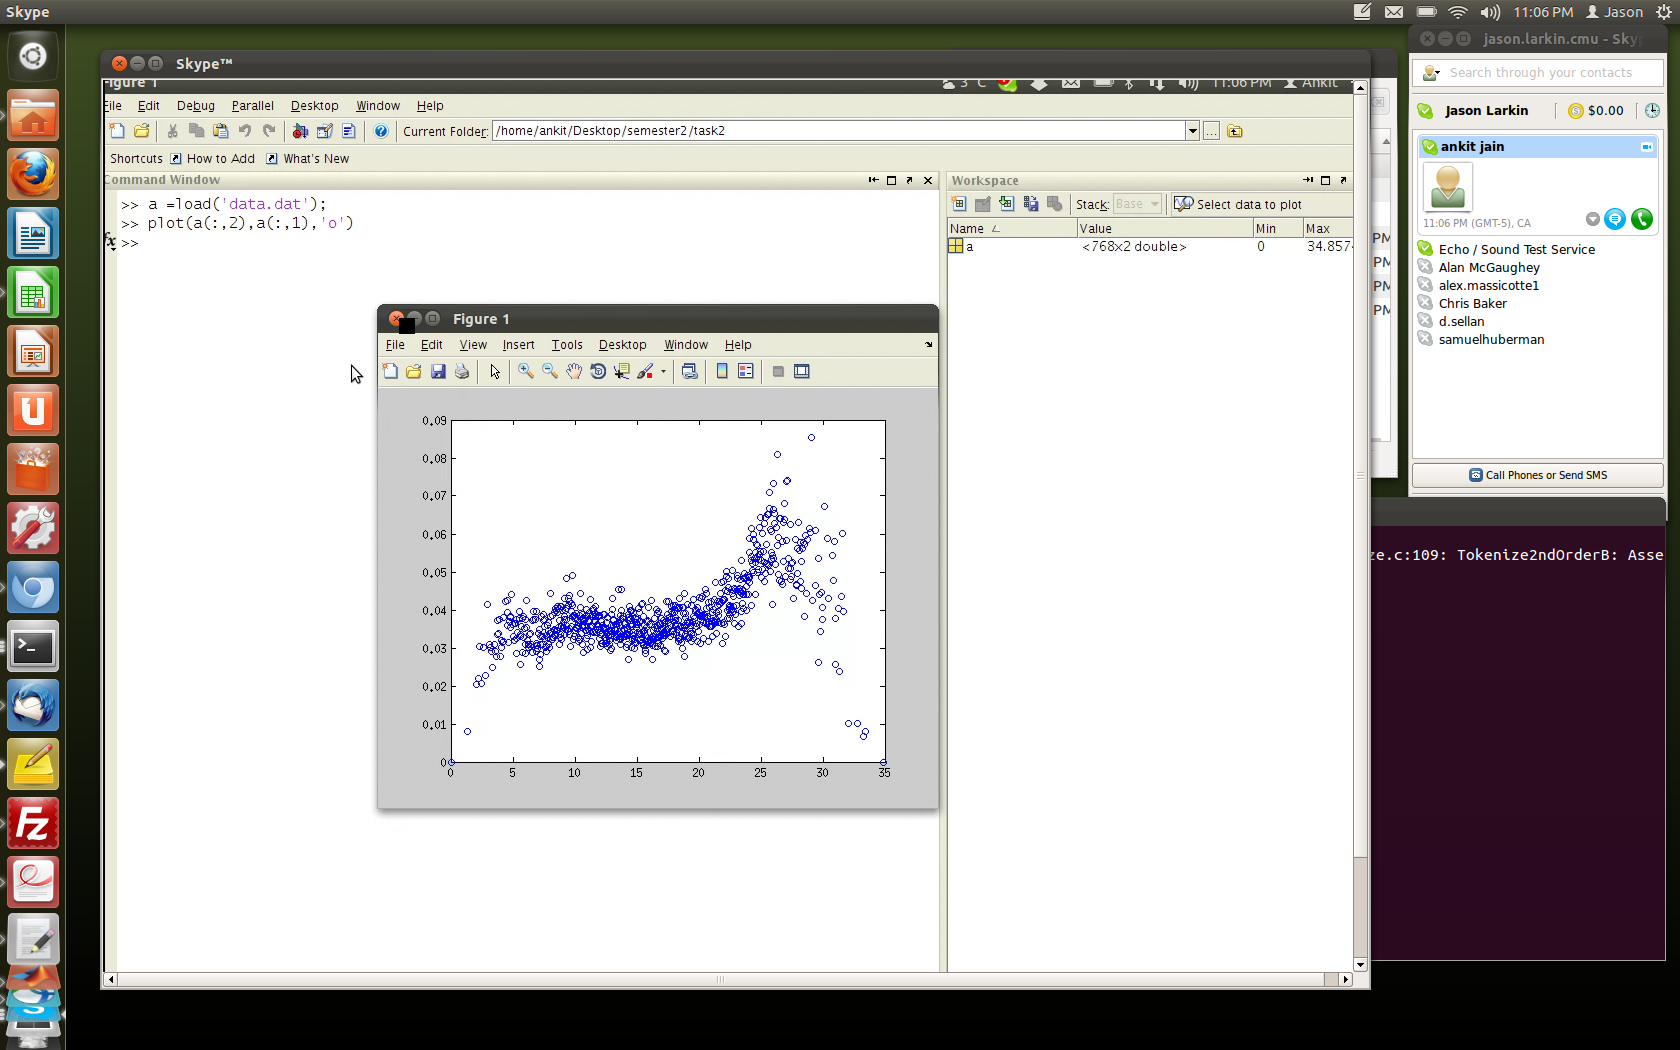 Skype
11:06 PM Jason
Skype™
Figure 1
3 °C 11:06 PM Ankit
File Edit Debug Parallel Desktop Window Help
Current Folder: /home/ankit/Desktop/semester2/task2 ...
Shortcuts How to Add What's New
Command Window
>> a =load('data.dat');
>> plot(a(:,2),a(:,1),'o')
fx >>
Workspace
Stack: Base Select data to plot
Name Value Min Max
a <768x2 double> 0 34.857
Figure 1
File Edit View Insert Tools Desktop Window Help
0.09
0.08
0.07
0.06
0.05
0.04
0.03
0.02
0.01
0
0 5 10 15 20 25 30 35
PM
PM
PM
PM
jason.larkin.cmu - Sky
Search through your contacts
Jason Larkin $0.00
ankit jain
11:06 PM (GMT-5), CA
Echo / Sound Test Service
Alan McGaughey
alex.massicotte1
Chris Baker
d.sellan
samuelhuberman
Call Phones or Send SMS
ze.c:109: Tokenize2ndOrderB: Asse